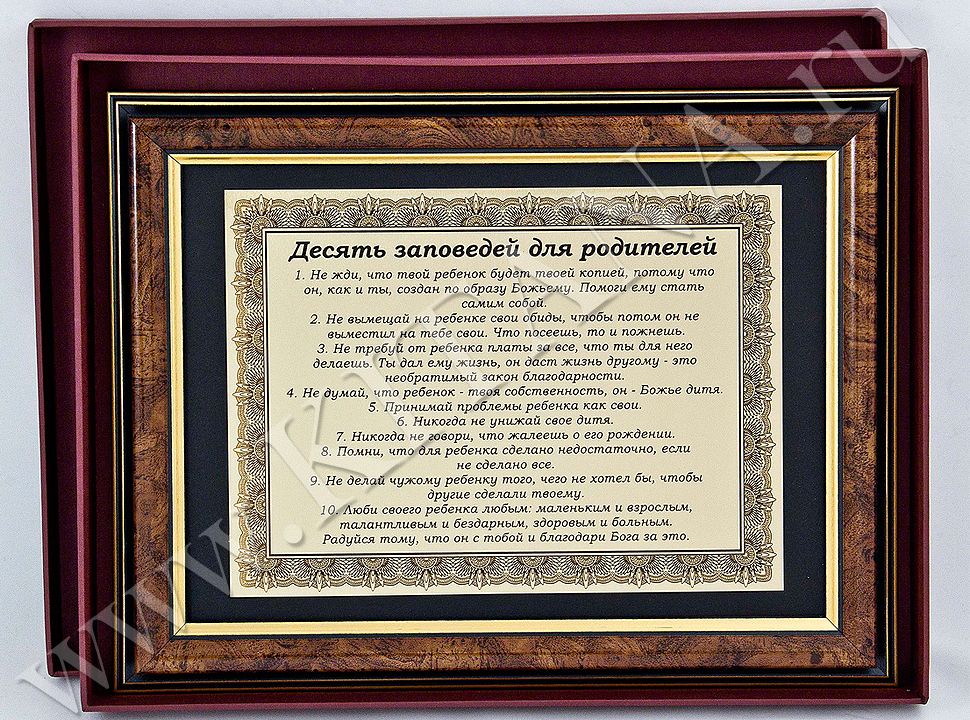 Десять заповедей для родителей
1. Не жди, что твой ребенок будет твоей копией, потому что
он, как и ты, создан по образу Божьему. Помоги ему стать
самим собой.
2. Не вымещай на ребенке свои обиды, чтобы потом он не
выместил на тебе свои. Что посеешь, то и пожнешь.
3. Не требуй от ребенка платы за все, что ты для него
делаешь. Ты дал ему жизнь, он даст жизнь другому - это
необратимый закон благодарности.
4. Не думай, что ребенок - твоя собственность, он - Божье дитя.
5. Принимай проблемы ребенка как свои.
6. Никогда не унижай свое дитя.
7. Никогда не говори, что жалеешь о его рождении.
8. Помни, что для ребенка сделано недостаточно, если
не сделано все.
9. Не делай чужому ребенку того, чего не хотел бы, чтобы
другие сделали твоему.
10. Люби своего ребенка любым: маленьким и взрослым,
талантливым и бездарным, здоровым и больным.
Радуйся тому, что он с тобой и благодари Бога за это.